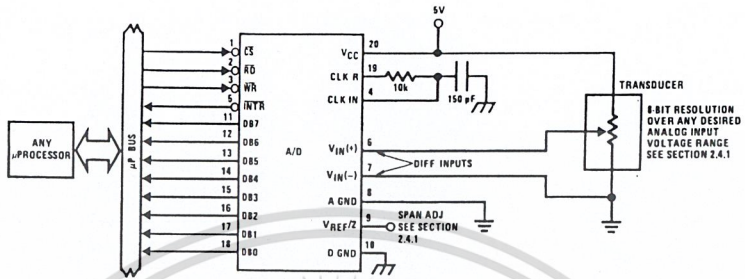 5V
1 CS VCC 20
2 RD CLK R 19 10k
3 WR CLK IN 4 150 pF
5 INTR
11 DB7
12 DB6 VIN(+) 6
13 DB5 A/D DIFF INPUTS
14 DB4 VIN(−) 7
15 DB3 A GND 8
16 DB2 VREF/2 9 SPAN ADJ
SEE SECTION
2.4.1
17 DB1
18 DB0 D GND 10
ANY
μPROCESSOR
μP BUS
TRANSDUCER
8-BIT RESOLUTION
OVER ANY DESIRED
ANALOG INPUT
VOLTAGE RANGE
SEE SECTION 2.4.1